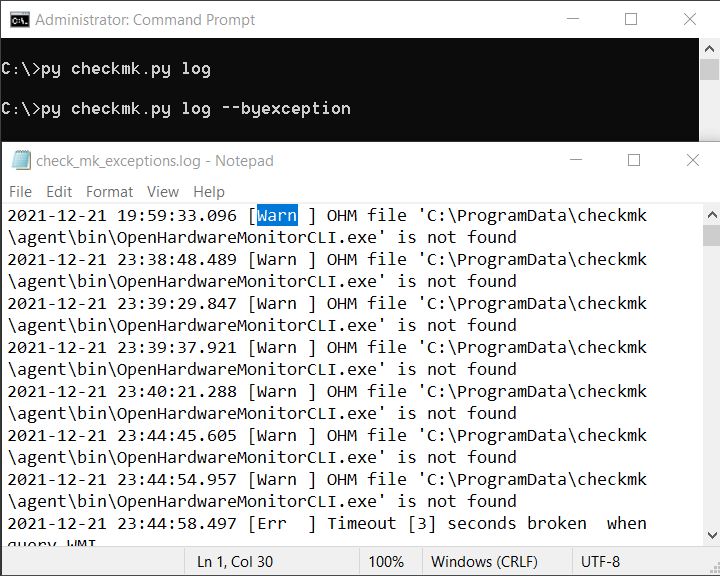 Administrator: Command Prompt
C:\>py checkmk.py log
C:\>py checkmk.py log --byexception
check_mk_exceptions.log - Notepad
File Edit Format View Help
2021-12-21 19:59:33.096 [Warn ] OHM file 'C:\ProgramData\checkmk
\agent\bin\OpenHardwareMonitorCLI.exe' is not found
2021-12-21 23:38:48.489 [Warn ] OHM file 'C:\ProgramData\checkmk
\agent\bin\OpenHardwareMonitorCLI.exe' is not found
2021-12-21 23:39:29.847 [Warn ] OHM file 'C:\ProgramData\checkmk
\agent\bin\OpenHardwareMonitorCLI.exe' is not found
2021-12-21 23:39:37.921 [Warn ] OHM file 'C:\ProgramData\checkmk
\agent\bin\OpenHardwareMonitorCLI.exe' is not found
2021-12-21 23:40:21.288 [Warn ] OHM file 'C:\ProgramData\checkmk
\agent\bin\OpenHardwareMonitorCLI.exe' is not found
2021-12-21 23:44:45.605 [Warn ] OHM file 'C:\ProgramData\checkmk
\agent\bin\OpenHardwareMonitorCLI.exe' is not found
2021-12-21 23:44:54.957 [Warn ] OHM file 'C:\ProgramData\checkmk
\agent\bin\OpenHardwareMonitorCLI.exe' is not found
2021-12-21 23:44:58.497 [Err  ] Timeout [3] seconds broken  when
query WMI
Ln 1, Col 30 100% Windows (CRLF) UTF-8